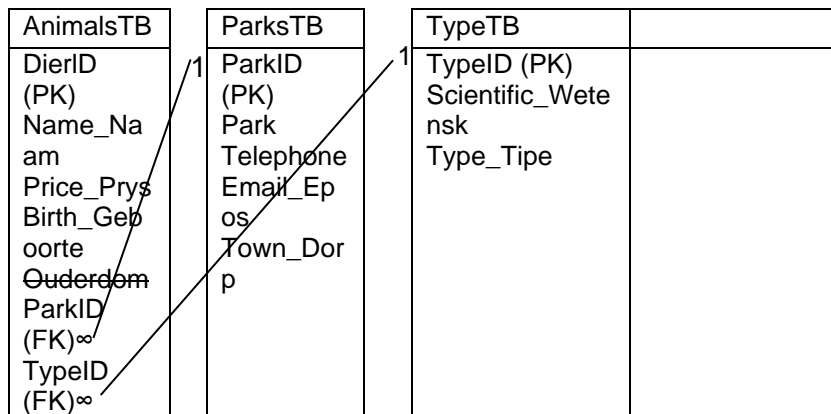 AnimalsTB
DierID
(PK)
Name_Na
am
Price_Prys
Birth_Geb
oorte
Ouderdom
ParkID
(FK)∞
TypeID
(FK)∞
1
ParksTB
ParkID
(PK)
Park
Telephone
Email_Ep
os
Town_Dor
p
1
TypeTB
TypeID (PK)
Scientific_Wete
nsk
Type_Tipe